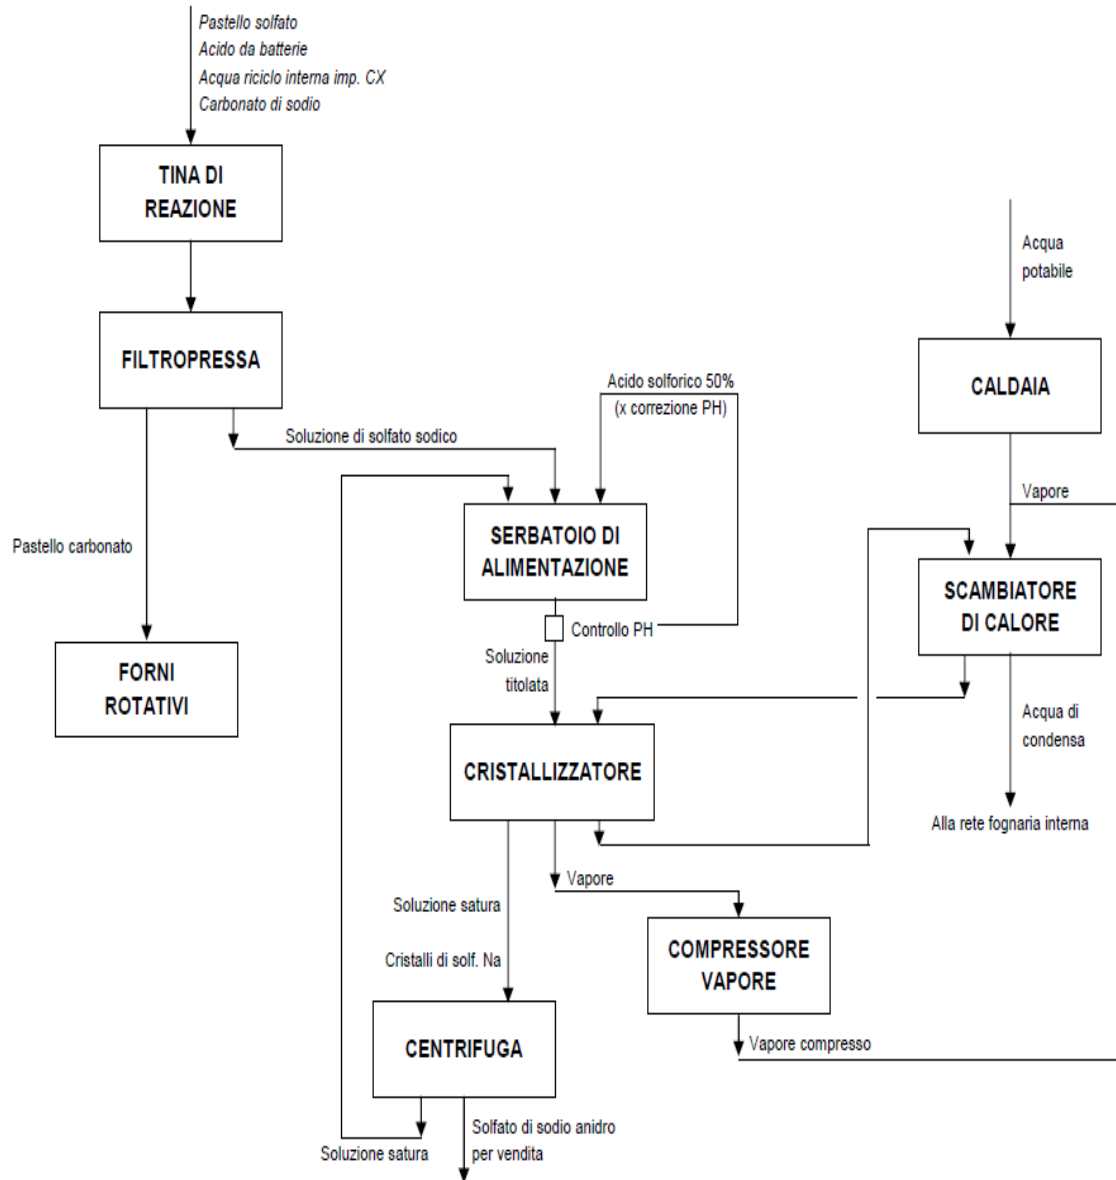 Pastello solfato
Acido da batterie
Acqua riciclo interna imp. CX
Carbonato di sodio
TINA DI
REAZIONE
Acqua
potabile
FILTROPRESSA
CALDAIA
Acido solforico 50%
(x correzione PH)
Soluzione di solfato sodico
Vapore
Pastello carbonato
SERBATOIO DI
ALIMENTAZIONE
SCAMBIATORE
DI CALORE
Controllo PH
Soluzione
titolata
FORNI
ROTATIVI
Acqua di
condensa
CRISTALLIZZATORE
Alla rete fognaria interna
Vapore
Soluzione satura
Cristalli di solf. Na
COMPRESSORE
VAPORE
CENTRIFUGA
Vapore compresso
Solfato di sodio anidro
per vendita
Soluzione satura